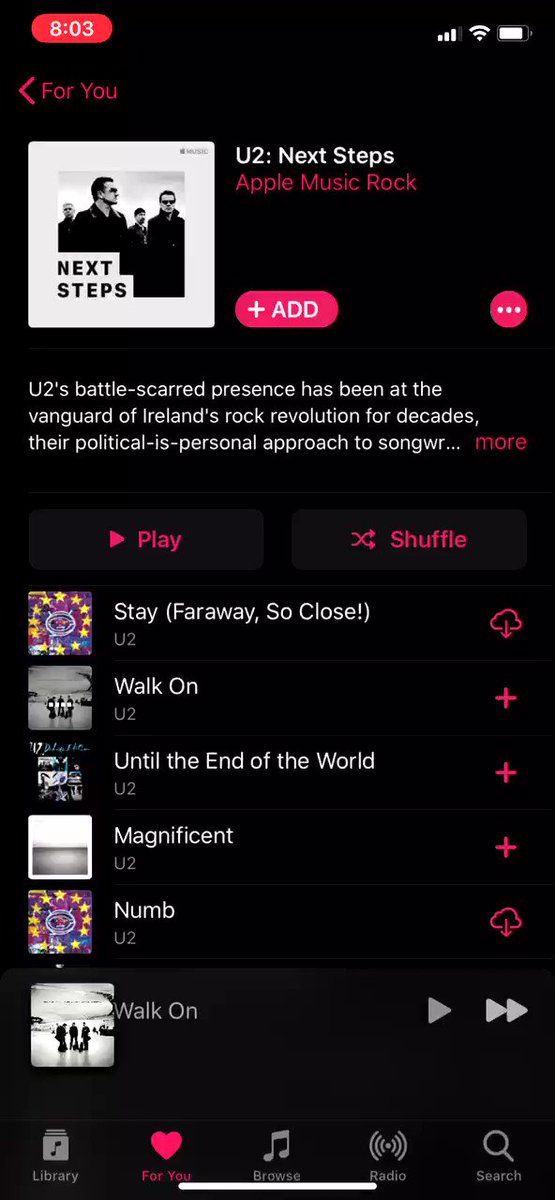 8:03
For You
MUSIC
NEXT
STEPS
U2: Next Steps
Apple Music Rock
+ ADD
U2's battle-scarred presence has been at the
vanguard of Ireland's rock revolution for decades,
their political-is-personal approach to songwr... more
Play
Shuffle
Stay (Faraway, So Close!)
U2
Walk On
U2
Until the End of the World
U2
Magnificent
U2
Numb
U2
Walk On
Library
For You
Browse
Radio
Search